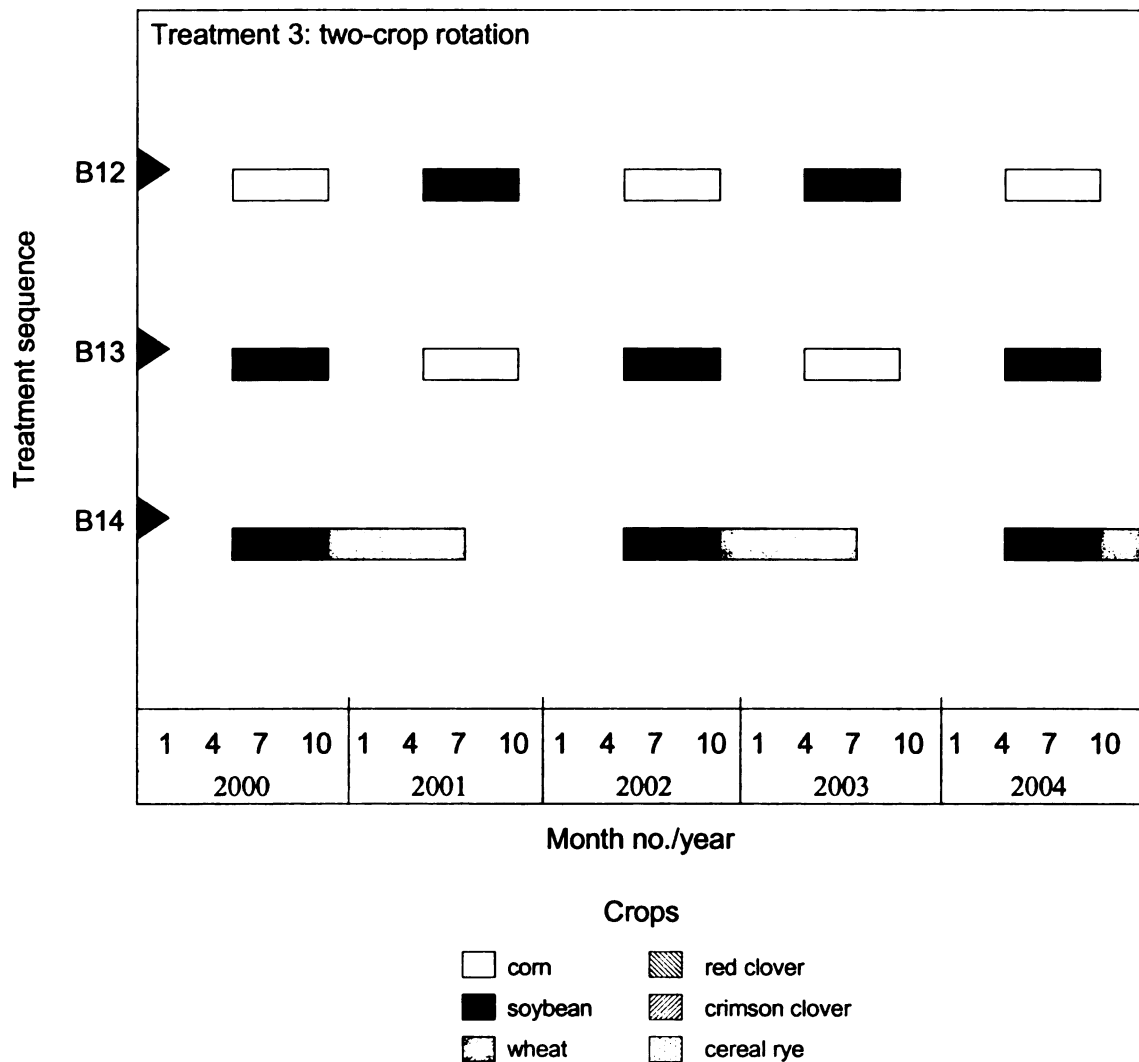 Treatment 3: two-crop rotation
Treatment sequence
B12
B13
B14
1 4 7 10 1 4 7 10 1 4 7 10 1 4 7 10 1 4 7 10
2000 2001 2002 2003 2004
Month no./year
Crops
corn red clover
soybean crimson clover
wheat cereal rye